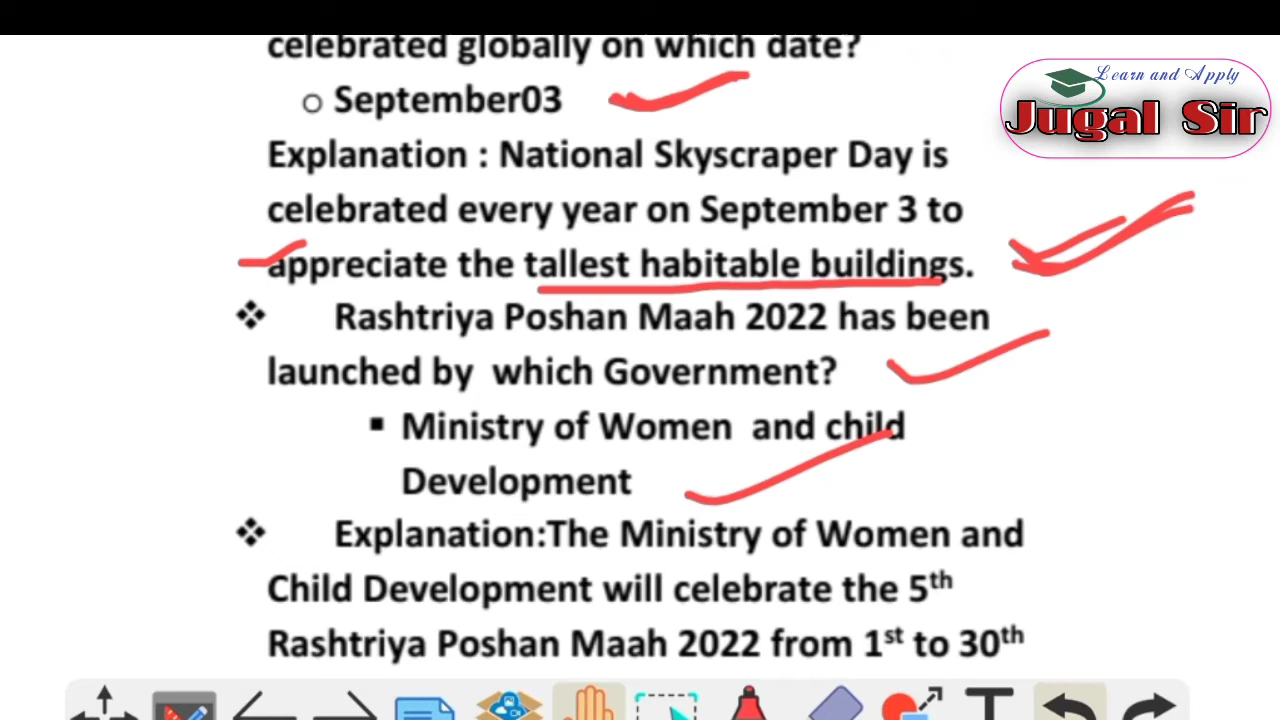 celebrated globally on which date?
o September03
Explanation : National Skyscraper Day is
celebrated every year on September 3 to
appreciate the tallest habitable buildings.
❖ Rashtriya Poshan Maah 2022 has been
launched by which Government?
▪ Ministry of Women and child
Development
❖ Explanation:The Ministry of Women and
Child Development will celebrate the 5th
Rashtriya Poshan Maah 2022 from 1st to 30th
Learn and Apply
Jugal Sir